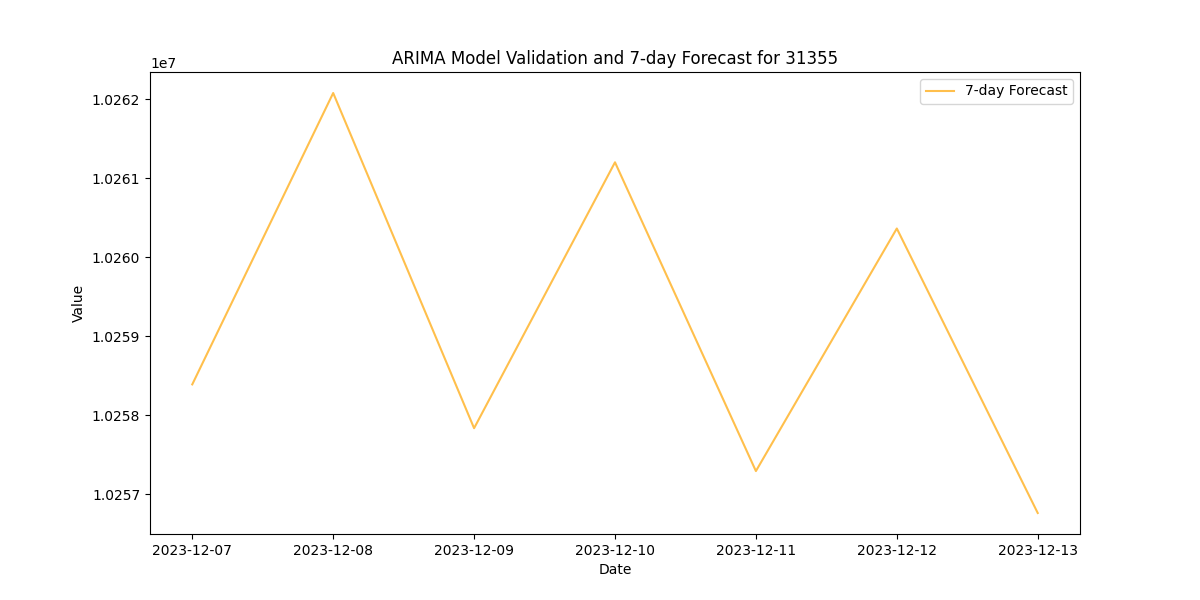 ARIMA Model Validation and 7-day Forecast for 31355
1e7
7-day Forecast
1.0262
1.0261
1.0260
1.0259
1.0258
1.0257
Value
2023-12-07 2023-12-08 2023-12-09 2023-12-10 2023-12-11 2023-12-12 2023-12-13
Date